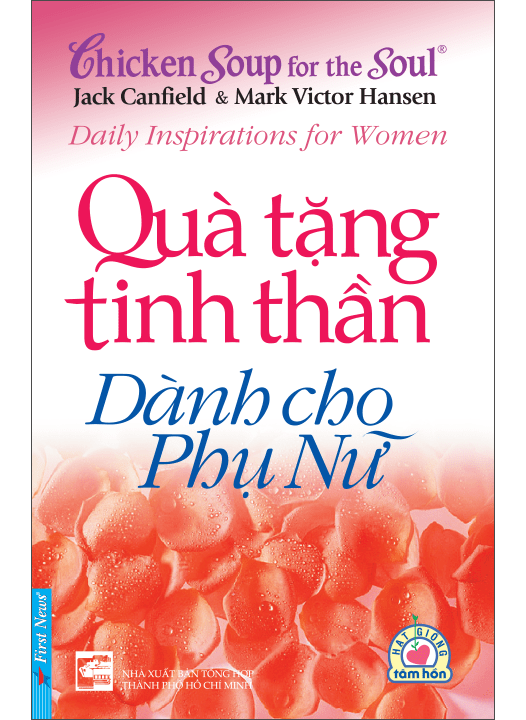 Chicken Soup for the Soul®
Jack Canfield & Mark Victor Hansen
Daily Inspirations for Women
Quà tặng
tinh thần
Dành cho
Phụ Nữ
First News®
NHÀ XUẤT BẢN TỔNG HỢP
THÀNH PHỐ HỒ CHÍ MINH
HẠT GIỐNG
tâm hồn